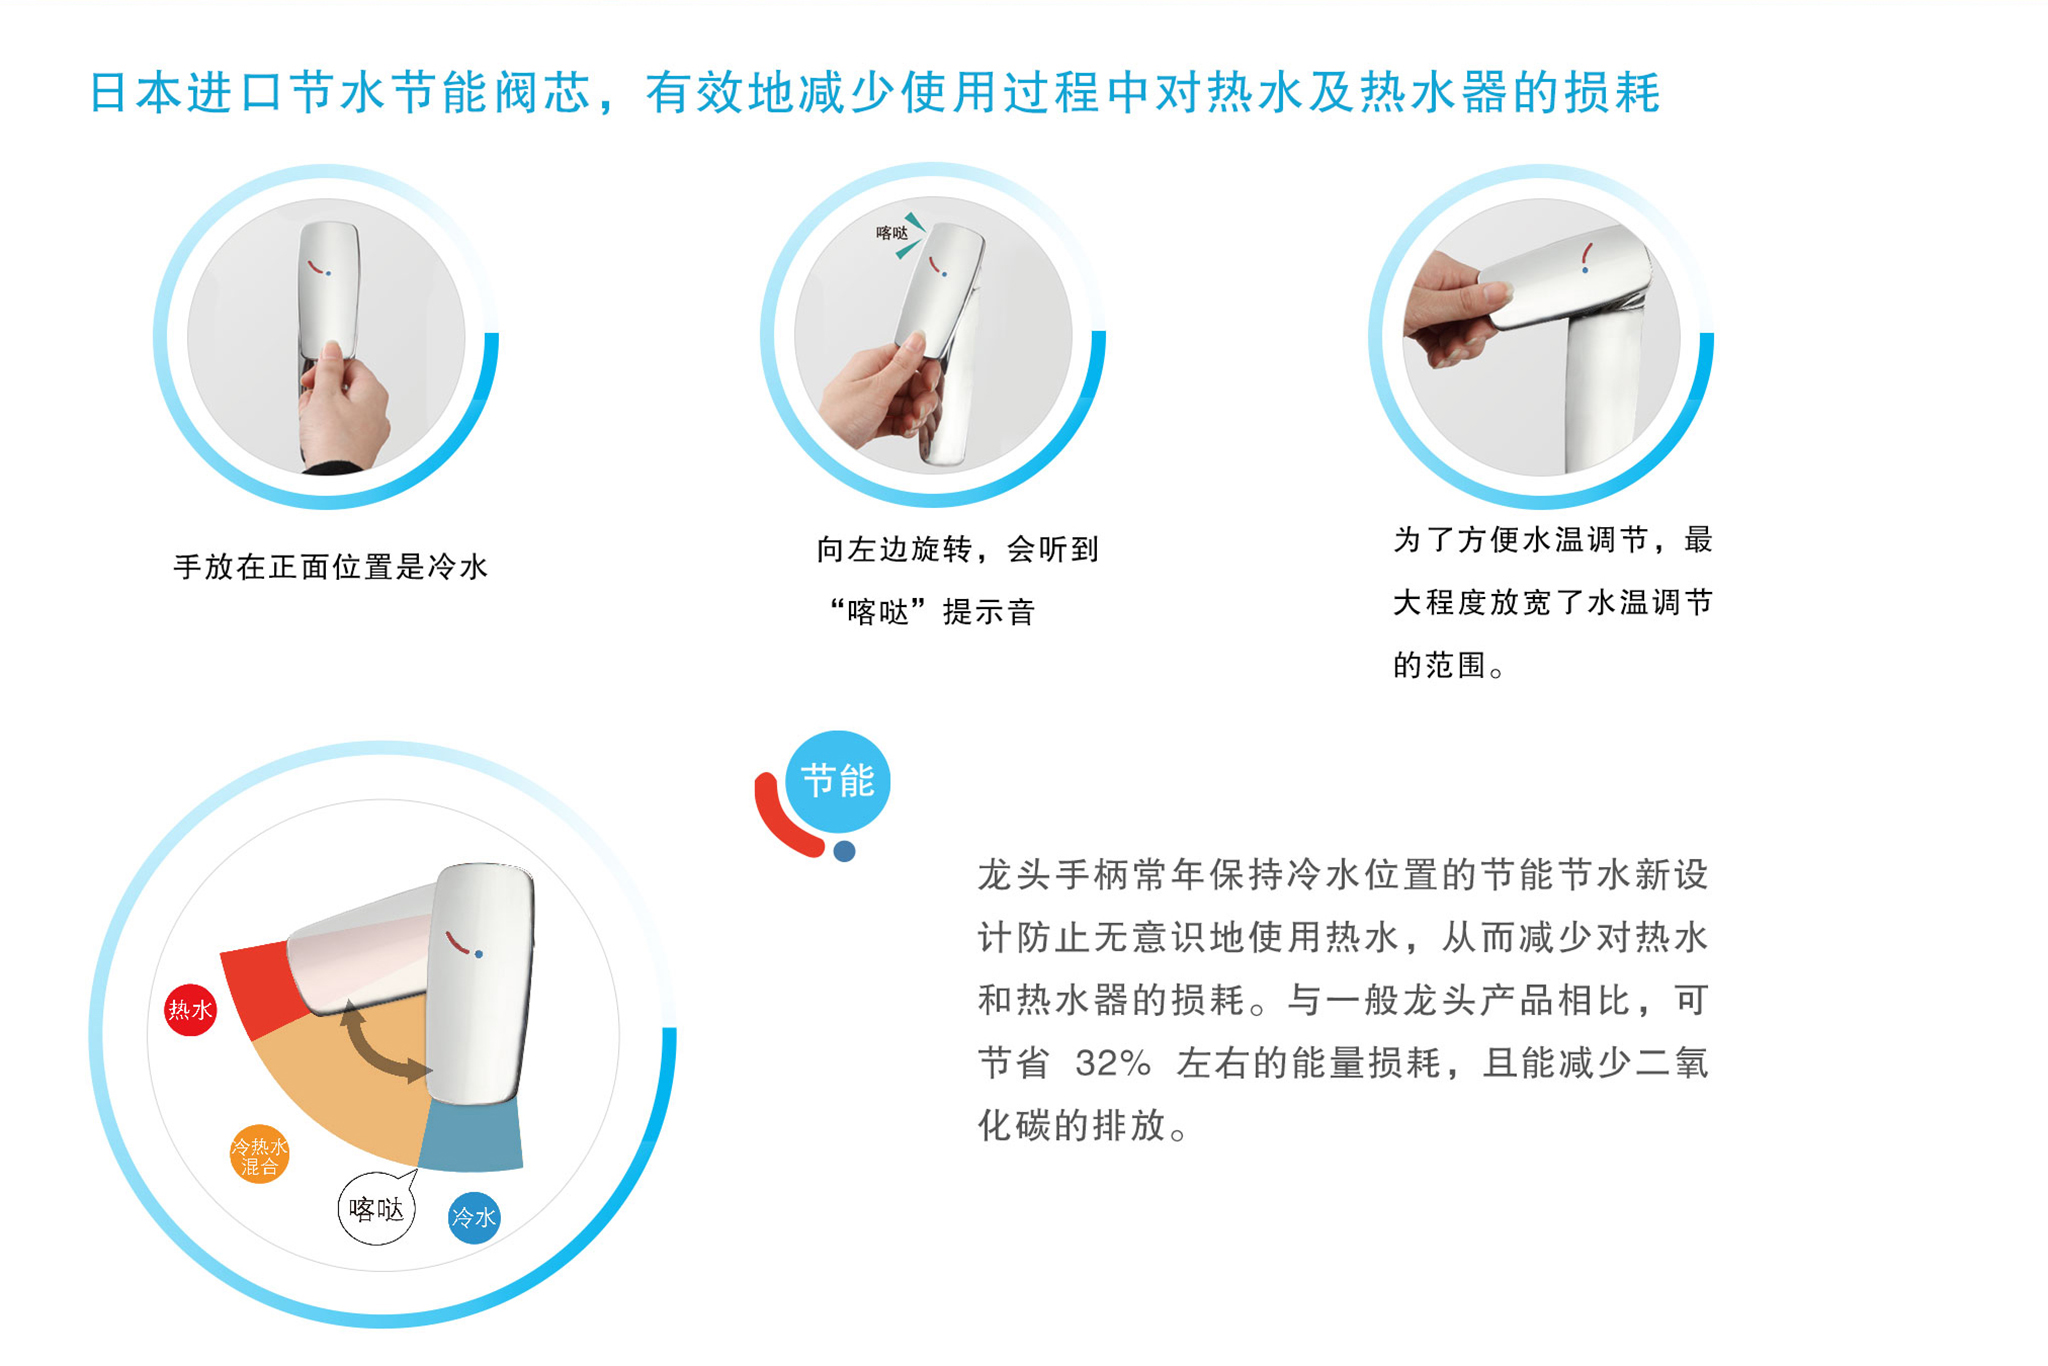 日本进口节水节能阀芯，有效地减少使用过程中对热水及热水器的损耗
喀哒
手放在正面位置是冷水
向左边旋转，会听到
“喀哒”提示音
为了方便水温调节，最
大程度放宽了水温调节
的范围。
节能
龙头手柄常年保持冷水位置的节能节水新设
计防止无意识地使用热水，从而减少对热水
和热水器的损耗。与一般龙头产品相比，可
节省 32% 左右的能量损耗，且能减少二氧
化碳的排放。
热水
冷热水
混合
喀哒
冷水